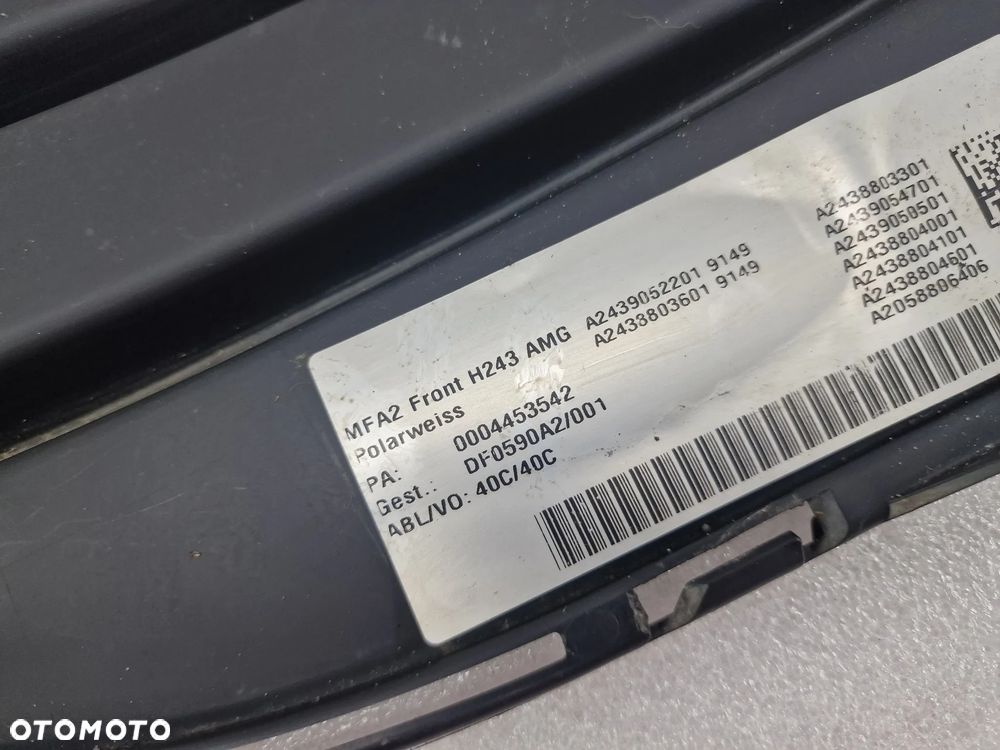 MFA2 Front H243 AMG A2439052201 9149
Polarweiss A2438803601 9149
PA: 0004453542
Gest.: DF0590A2/001
ABL/VO: 40C/40C
A2438803301
A2439054701
A2439050501
A2438804001
A2438804101
A2438804601
A2058806406
OTOMOTO